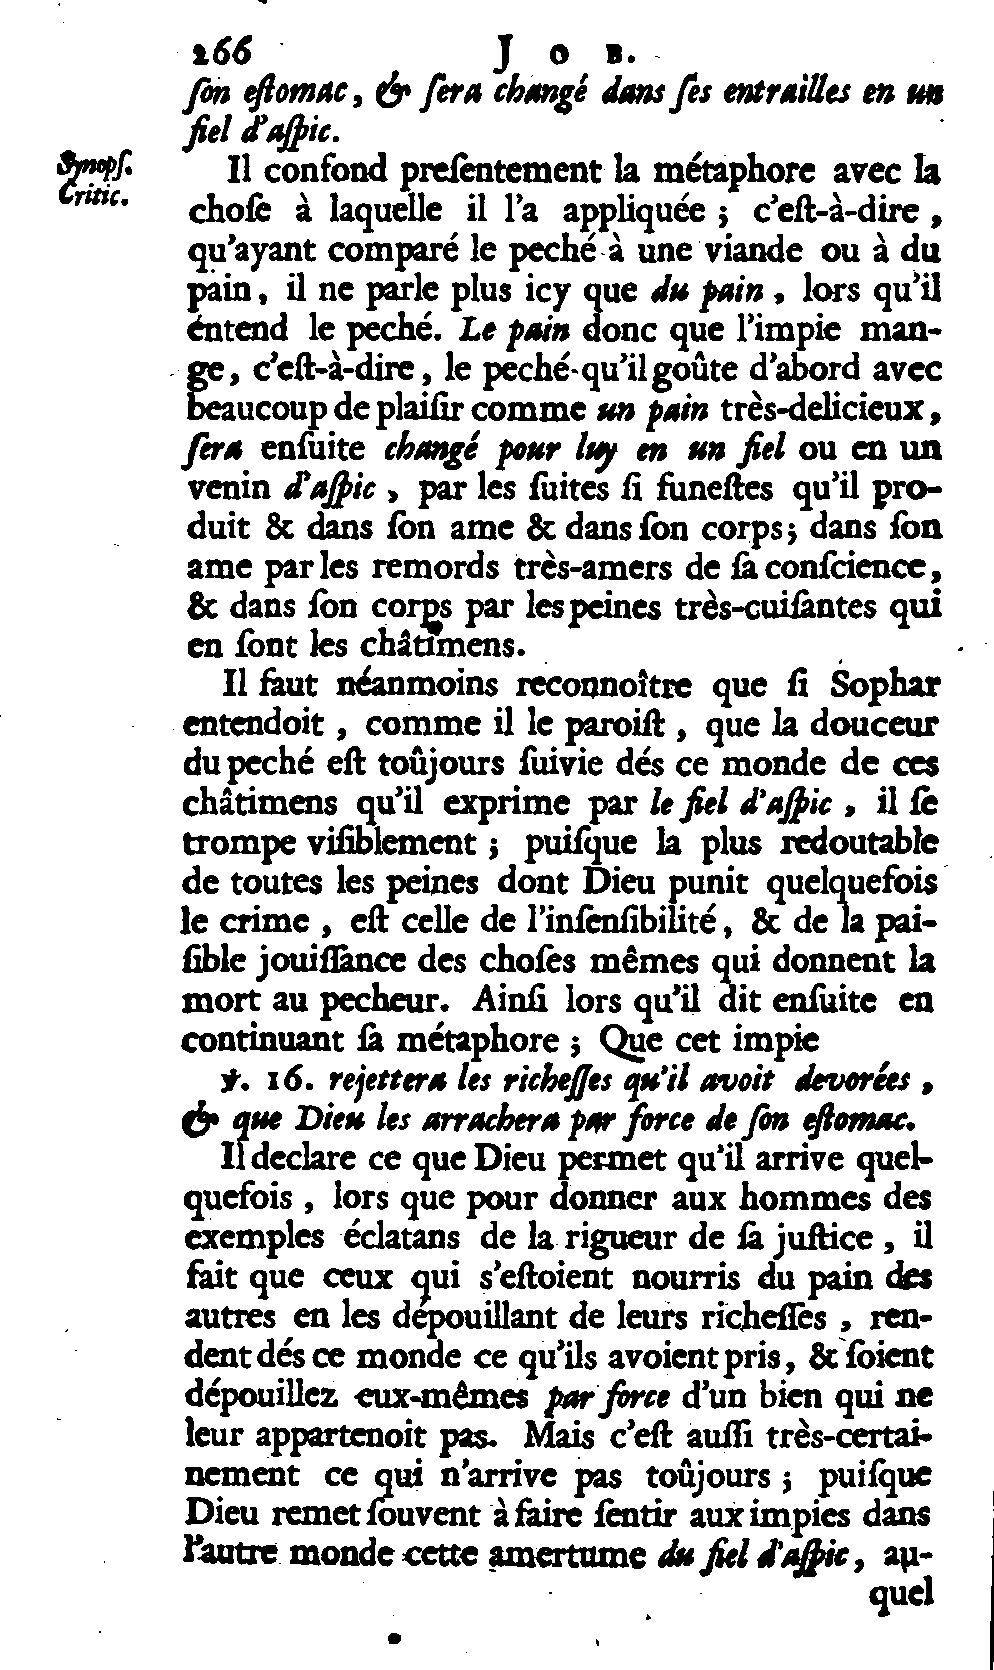 266 JOB.
ſon eſtomac, & ſera changé dans ſes entrailles en un
fiel d'aſpic.
Synopſ.
Critic.
Il confond preſentement la métaphore avec la
choſe à laquelle il l'a appliquée ; c'eſt-à-dire,
qu'ayant comparé le peché à une viande ou à du
pain, il ne parle plus icy que du pain, lors qu'il
entend le peché. Le pain donc que l'impie man-
ge, c'eſt-à-dire, le peché qu'il goûte d'abord avec
beaucoup de plaiſir comme un pain très-delicieux,
ſera enſuite changé pour luy en un fiel ou en un
venin d'aſpic, par les ſuites ſi funeſtes qu'il pro-
duit & dans ſon ame & dans ſon corps; dans ſon
ame par les remords très-amers de ſa conſcience,
& dans ſon corps par les peines très-cuiſantes qui
en ſont les châtimens.
Il faut néanmoins reconnoître que ſi Sophar
entendoit, comme il le paroiſt, que la douceur
du peché eſt toûjours ſuivie dés ce monde de ces
châtimens qu'il exprime par le fiel d'aſpic, il ſe
trompe viſiblement ; puiſque la plus redoutable
de toutes les peines dont Dieu punit quelquefois
le crime, eſt celle de l'inſenſibilité, & de la pai-
ſible jouiſſance des choſes mêmes qui donnent la
mort au pecheur. Ainſi lors qu'il dit enſuite en
continuant ſa métaphore ; Que cet impie
℣. 16. rejettera les richeſſes qu'il avoit devorées,
& que Dieu les arrachera par force de ſon eſtomac.
Il declare ce que Dieu permet qu'il arrive quel-
quefois, lors que pour donner aux hommes des
exemples éclatans de la rigueur de ſa juſtice, il
fait que ceux qui s'eſtoient nourris du pain des
autres en les dépouillant de leurs richeſſes, ren-
dent dés ce monde ce qu'ils avoient pris, & ſoient
dépouillez eux-mêmes par force d'un bien qui ne
leur appartenoit pas. Mais c'eſt auſſi très-certai-
nement ce qui n'arrive pas toûjours ; puiſque
Dieu remet ſouvent à faire ſentir aux impies dans
l'autre monde cette amertume du fiel d'aſpic, au-
quel